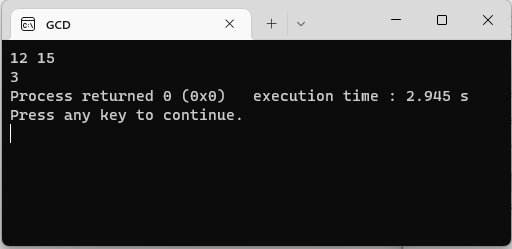 GCD
12 15
3
Process returned 0 (0x0)   execution time : 2.945 s
Press any key to continue.